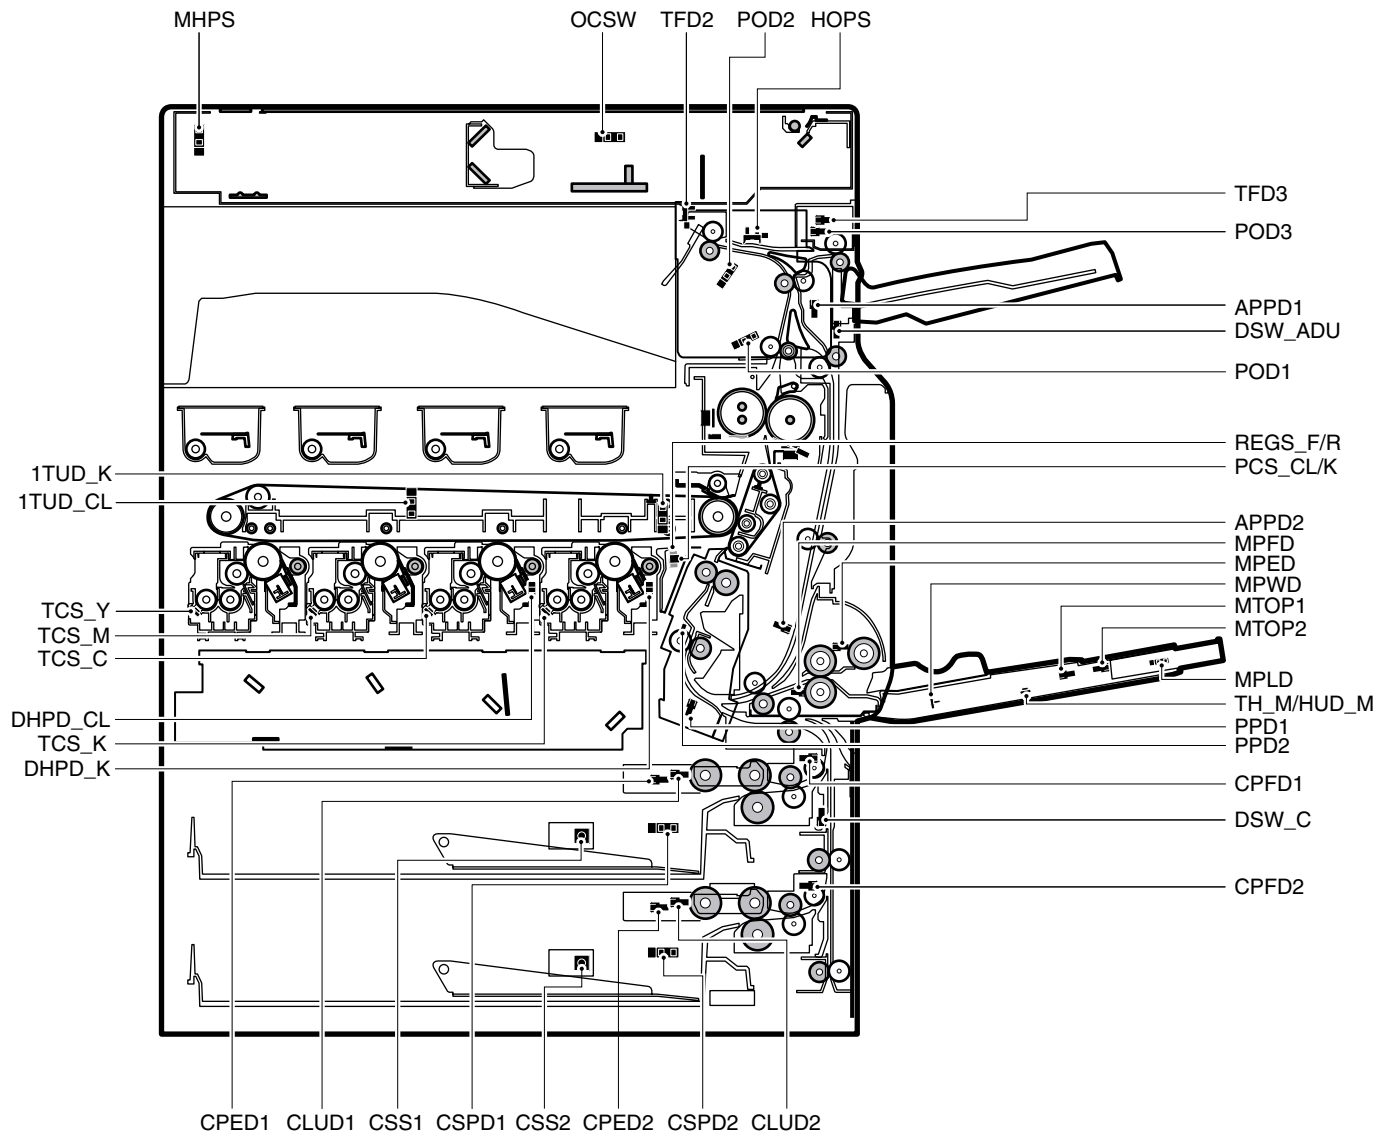 MHPS OCSW TFD2 POD2 HOPS
TFD3
POD3
APPD1
DSW_ADU
POD1
REGS_F/R
PCS_CL/K
1TUD_K
1TUD_CL
APPD2
MPFD
MPED
MPWD
MTOP1
MTOP2
TCS_Y
TCS_M
TCS_C
MPLD
TH_M/HUD_M
PPD1
PPD2
DHPD_CL
TCS_K
DHPD_K
CPFD1
DSW_C
CPFD2
CPED1 CLUD1 CSS1 CSPD1 CSS2 CPED2 CSPD2 CLUD2